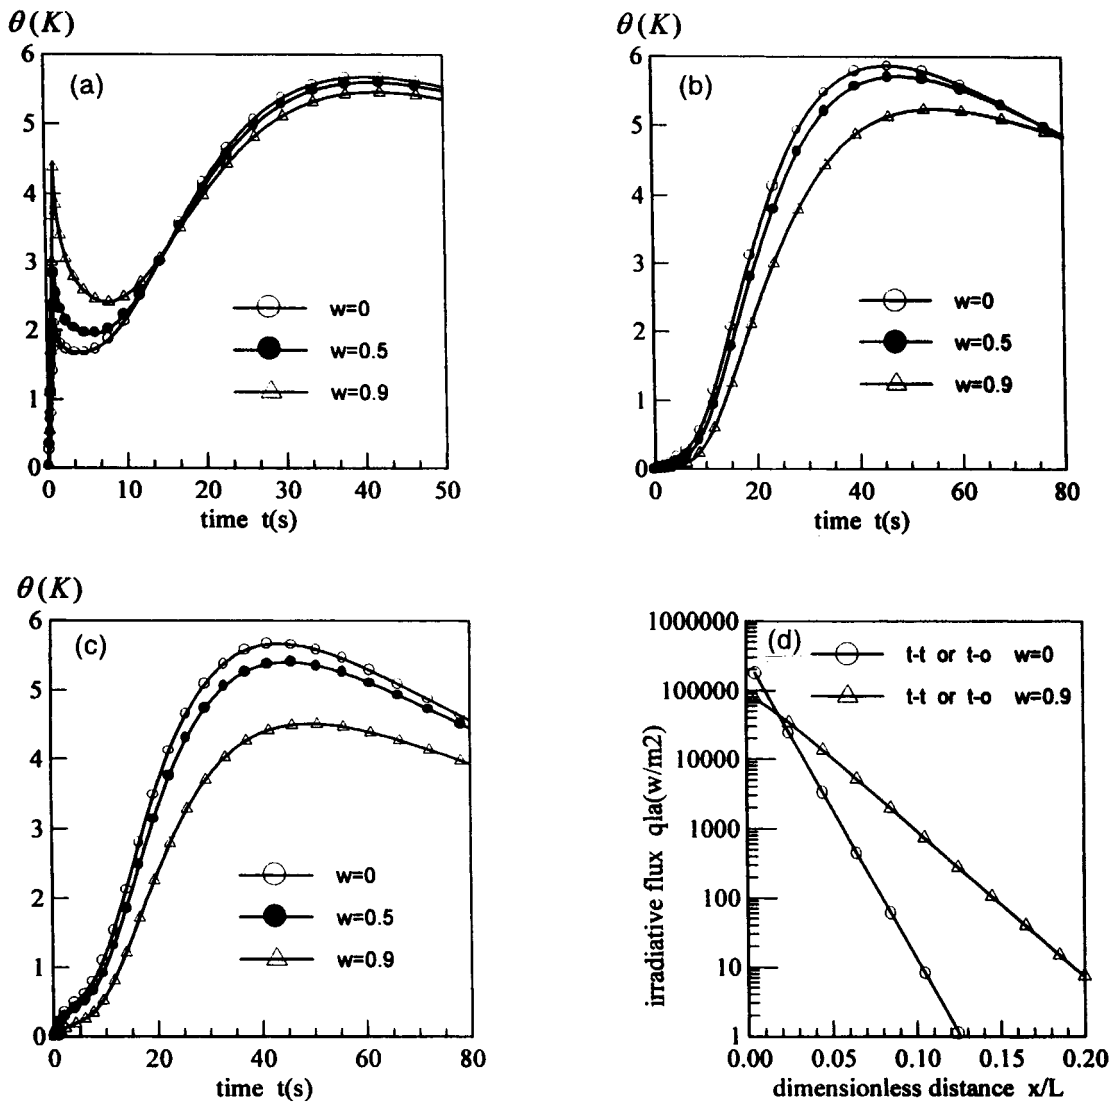 θ(K)
6
5
4
3
2
1
0
(a)
w=0
w=0.5
w=0.9
0 10 20 30 40 50
time t(s)
θ(K)
6
5
4
3
2
1
0
(b)
w=0
w=0.5
w=0.9
0 20 40 60 80
time t(s)
θ(K)
6
5
4
3
2
1
0
(c)
w=0
w=0.5
w=0.9
0 20 40 60 80
time t(s)
irradiative flux qla(w/m2)
1000000
100000
10000
1000
100
10
1
(d)
t-t or t-o w=0
t-t or t-o w=0.9
0.00 0.05 0.10 0.15 0.20
dimensionless distance x/L